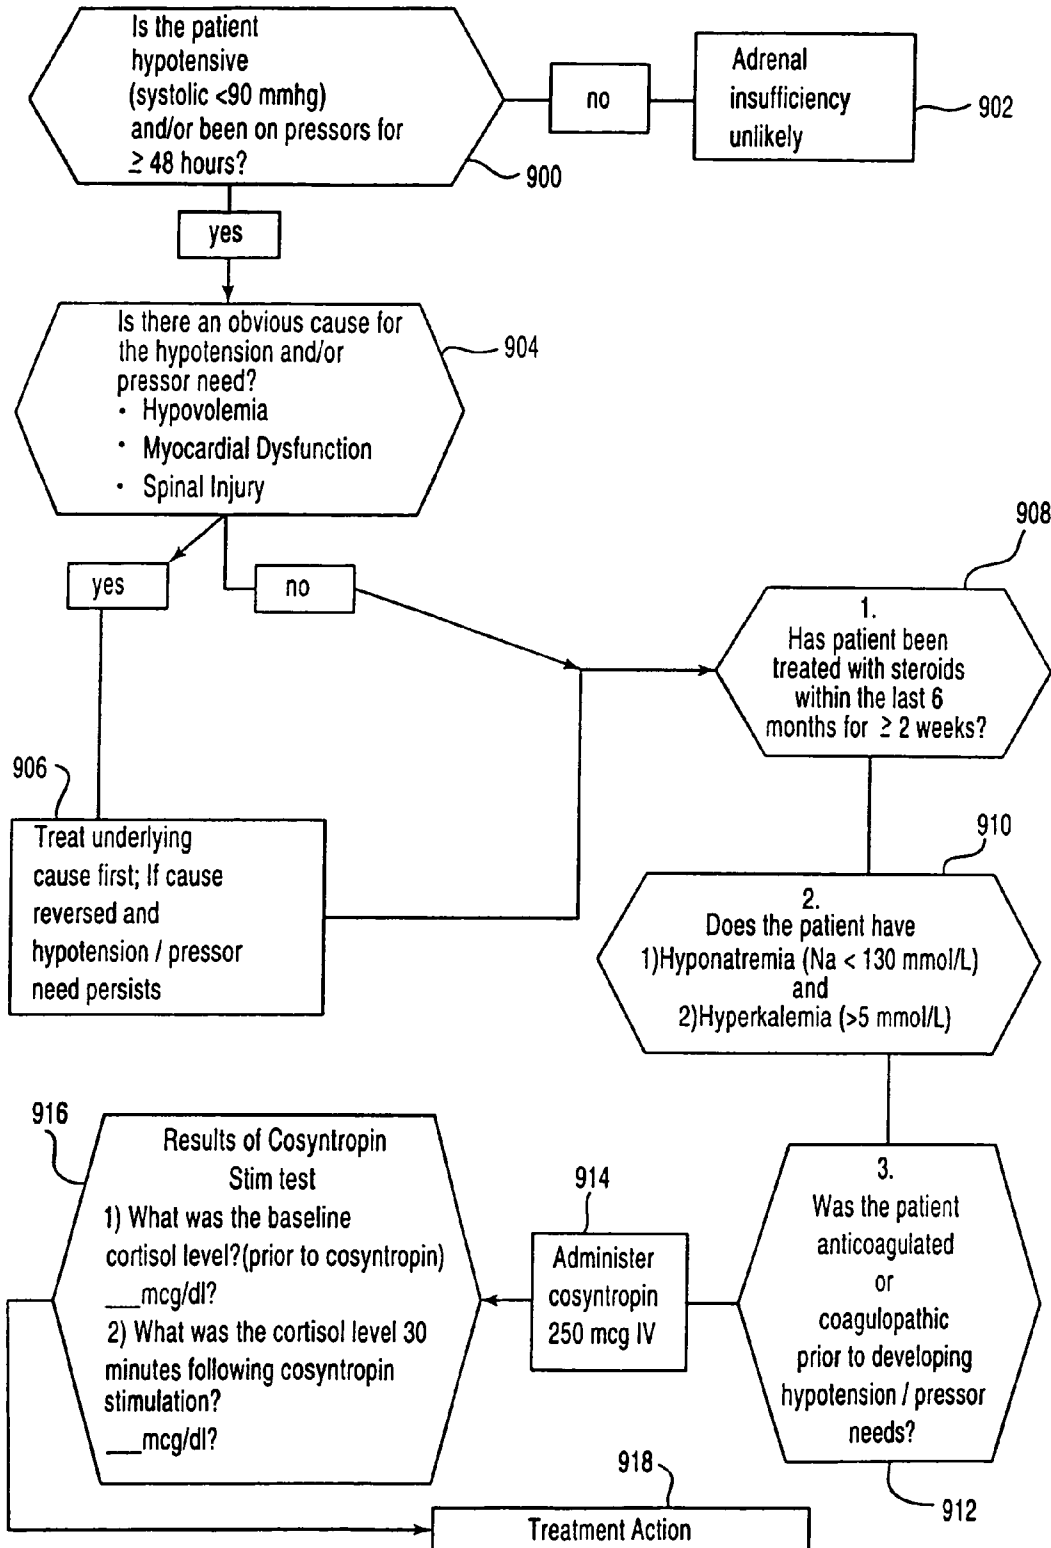 Is the patient
hypotensive
(systolic <90 mmhg)
and/or been on pressors for
≥ 48 hours?
900
no
Adrenal
insufficiency
unlikely
902
yes
Is there an obvious cause for
the hypotension and/or
pressor need?
• Hypovolemia
• Myocardial Dysfunction
• Spinal Injury
904
yes
no
906
Treat underlying
cause first; If cause
reversed and
hypotension / pressor
need persists
908
1.
Has patient been
treated with steroids
within the last 6
months for ≥ 2 weeks?
910
2.
Does the patient have
1)Hyponatremia (Na < 130 mmol/L)
and
2)Hyperkalemia (>5 mmol/L)
3.
Was the patient
anticoagulated
or
coagulopathic
prior to developing
hypotension / pressor
needs?
912
914
Administer
cosyntropin
250 mcg IV
916
Results of Cosyntropin
Stim test
1) What was the baseline
cortisol level?(prior to cosyntropin)
___mcg/dl?
2) What was the cortisol level 30
minutes following cosyntropin
stimulation?
___mcg/dl?
918
Treatment Action